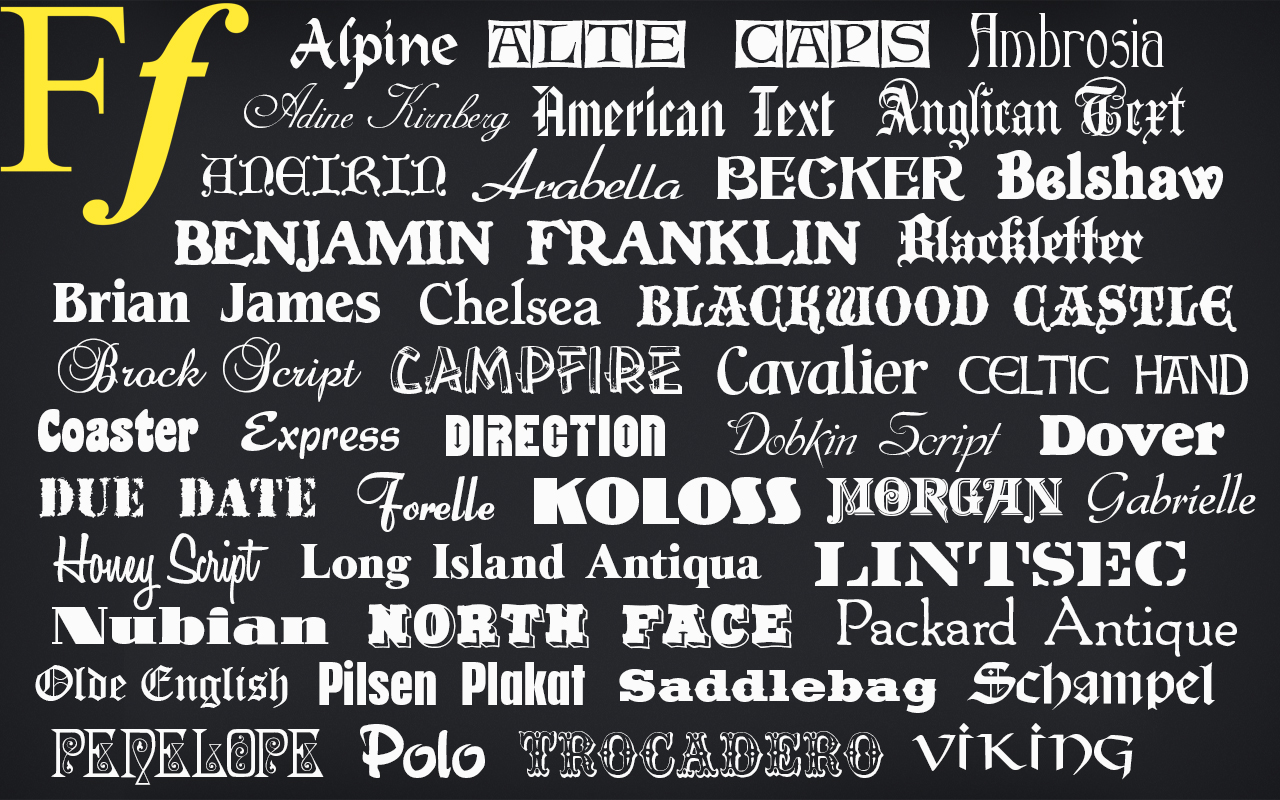 Ff
Alpine ALTE CAPS Ambrosia
Adine Kirnberg American Text Anglican Text
ANEIRIN Arabella BECKER Belshaw
BENJAMIN FRANKLIN Blackletter
Brian James Chelsea BLACKWOOD CASTLE
Brock Script CAMPFIRE Cavalier CELTIC HAND
Coaster Express DIRECTION Dobkin Script Dover
DUE DATE Forelle KOLOSS MORGAN Gabrielle
Honey Script Long Island Antiqua LINTSEC
Nubian NORTH FACE Packard Antique
Olde English Pilsen Plakat Saddlebag Schampel
PENELOPE Polo TROCADERO VIKING